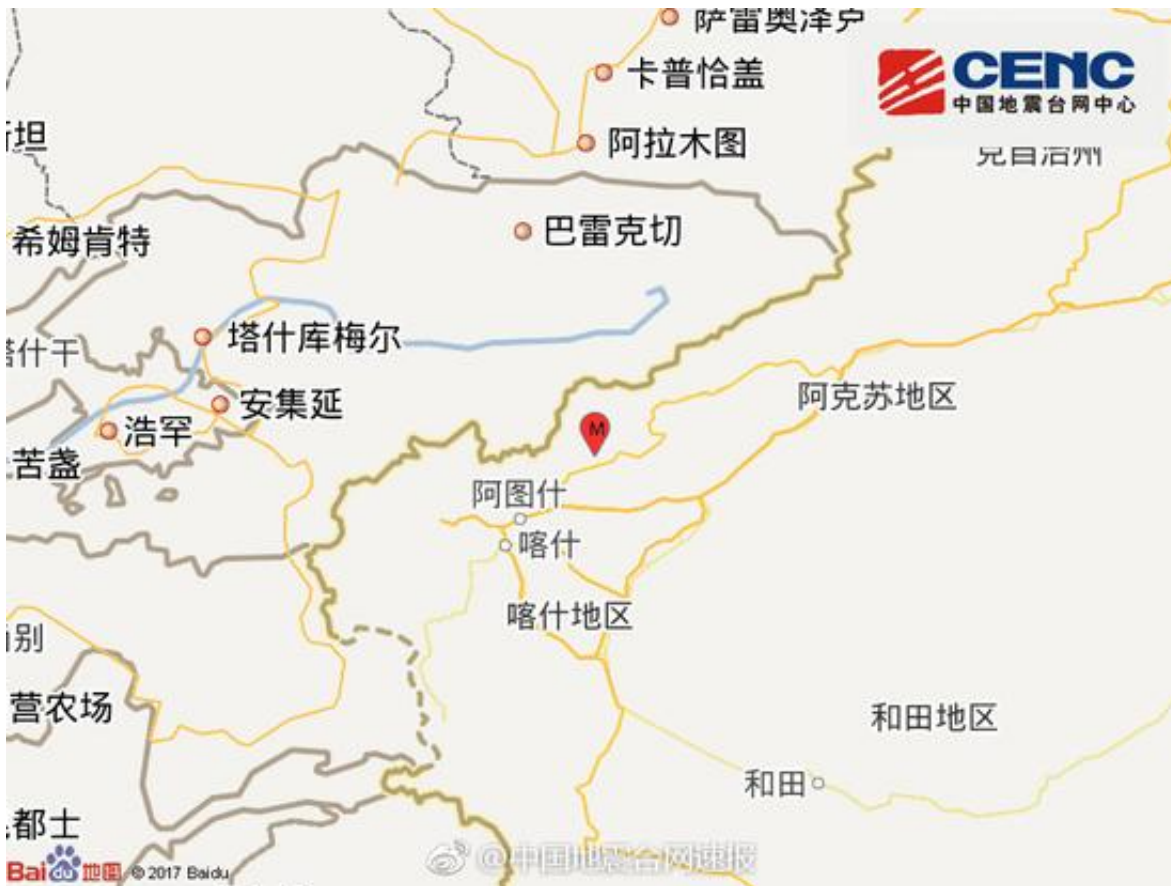 萨雷奥泽克
CENC
中国地震台网中心
卡普恰盖
斯坦
阿拉木图
克自治州
希姆肯特
巴雷克切
塔什库梅尔
塔什干
安集延
阿克苏地区
浩罕
M
苦盏
阿图什
喀什
喀什地区
别
营农场
和田地区
和田
都士
Bai 地图 © 2017 Baidu
@中国地震台网速报